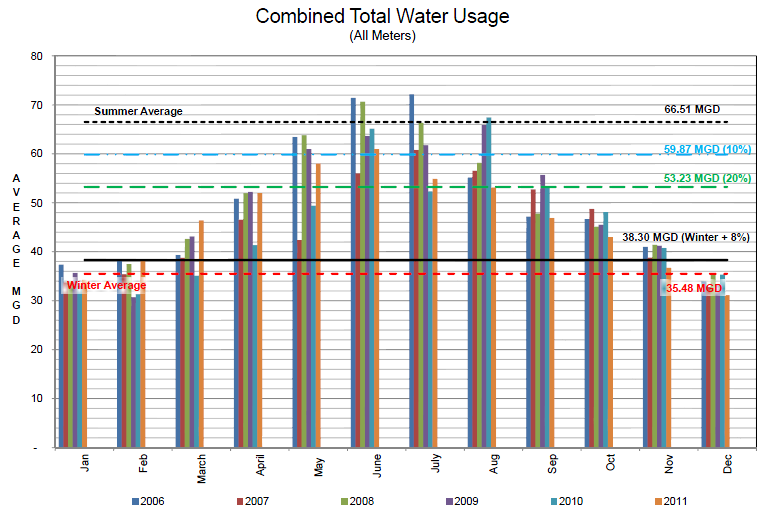 Combined Total Water Usage
(All Meters)
80
70
60
50
40
30
20
10
-
AVERAGE MGD
Summer Average
66.51 MGD
59.87 MGD (10%)
53.23 MGD (20%)
38.30 MGD (Winter + 8%)
Winter Average
35.48 MGD
Jan
Feb
March
April
May
June
July
Aug
Sep
Oct
Nov
Dec
2006
2007
2008
2009
2010
2011